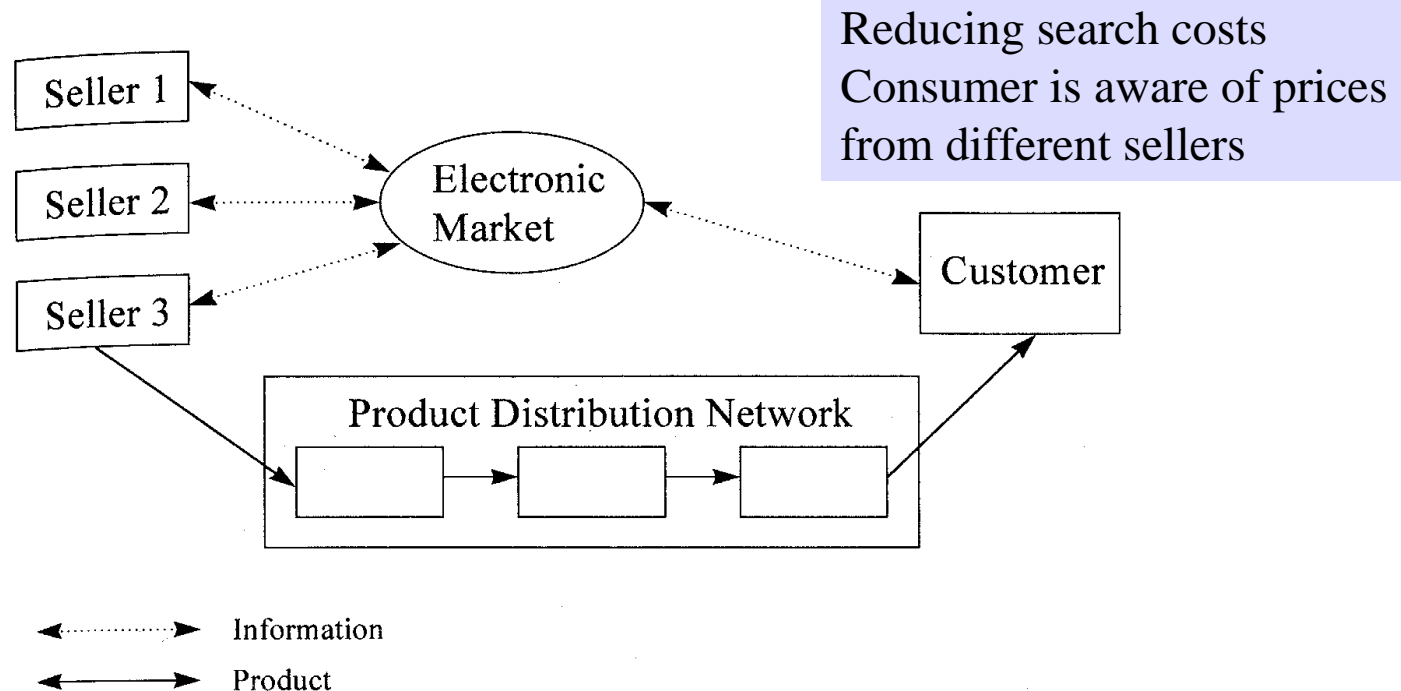 Reducing search costs
Consumer is aware of prices
from different sellers
Seller 1
Seller 2
Seller 3
Electronic
Market
Customer
Product Distribution Network
Information
Product